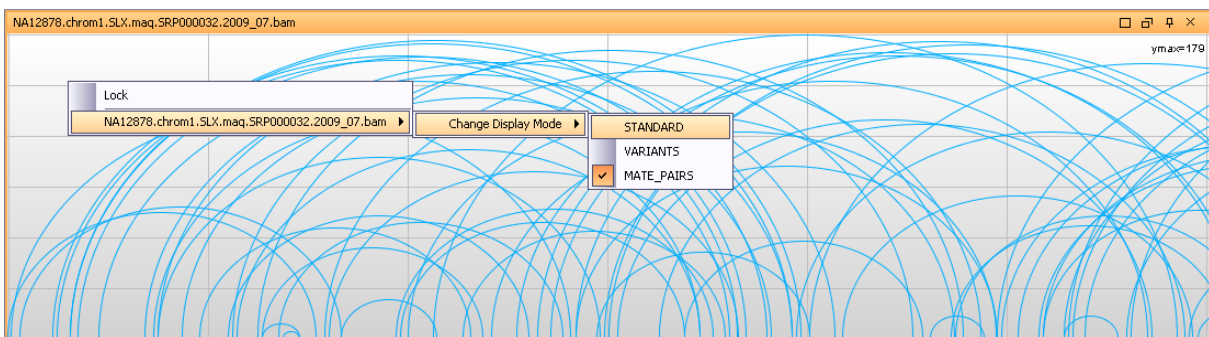 NA12878.chrom1.SLX.maq.SRP000032.2009_07.bam
ymax=179
Lock
NA12878.chrom1.SLX.maq.SRP000032.2009_07.bam
Change Display Mode
STANDARD
VARIANTS
MATE_PAIRS